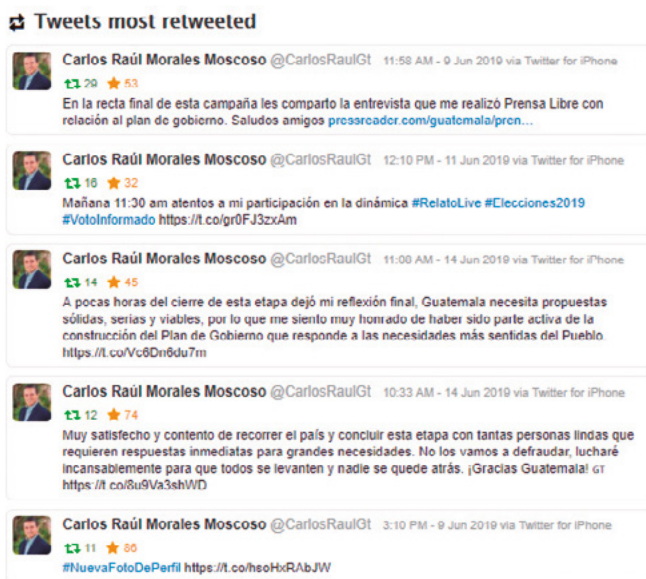 Tweets most retweeted
Carlos Raúl Morales Moscoso @CarlosRaulGt 11:58 AM - 9 Jun 2019 via Twitter for iPhone
29 53
En la recta final de esta campaña les comparto la entrevista que me realizó Prensa Libre con
relación al plan de gobierno. Saludos amigos pressreader.com/guatemala/pren...
Carlos Raúl Morales Moscoso @CarlosRaulGt 12:10 PM - 11 Jun 2019 via Twitter for iPhone
16 32
Mañana 11:30 am atentos a mi participación en la dinámica #RelatoLive #Elecciones2019
#VotoInformado https://t.co/gr0FJ3zxAm
Carlos Raúl Morales Moscoso @CarlosRaulGt 11:00 AM - 14 Jun 2019 via Twitter for iPhone
14 45
A pocas horas del cierre de esta etapa dejó mi reflexión final, Guatemala necesita propuestas
sólidas, serias y viables, por lo que me siento muy honrado de haber sido parte activa de la
construcción del Plan de Gobierno que responde a las necesidades más sentidas del Pueblo.
https://t.co/Vc6Dn6du7m
Carlos Raúl Morales Moscoso @CarlosRaulGt 10:33 AM - 14 Jun 2019 via Twitter for iPhone
12 74
Muy satisfecho y contento de recorrer el país y concluir esta etapa con tantas personas lindas que
requieren respuestas inmediatas para grandes necesidades. No los vamos a defraudar, lucharé
incansablemente para que todos se levanten y nadie se quede atrás. ¡Gracias Guatemala! GT
https://t.co/8u9Va3shWD
Carlos Raúl Morales Moscoso @CarlosRaulGt 3:10 PM - 9 Jun 2019 via Twitter for iPhone
11 86
#NuevaFotoDePerfil https://t.co/hsoHxRAbJW